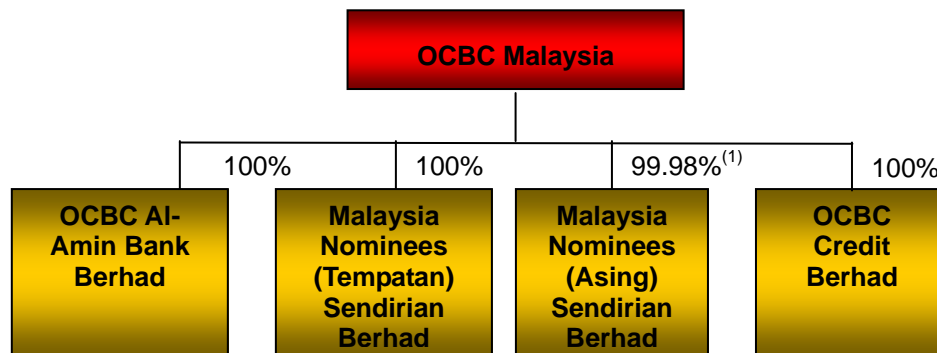 OCBC Malaysia
100%
100%
99.98%(1)
100%
OCBC Al-
Amin Bank
Berhad
Malaysia
Nominees
(Tempatan)
Sendirian
Berhad
Malaysia
Nominees
(Asing)
Sendirian
Berhad
OCBC
Credit
Berhad